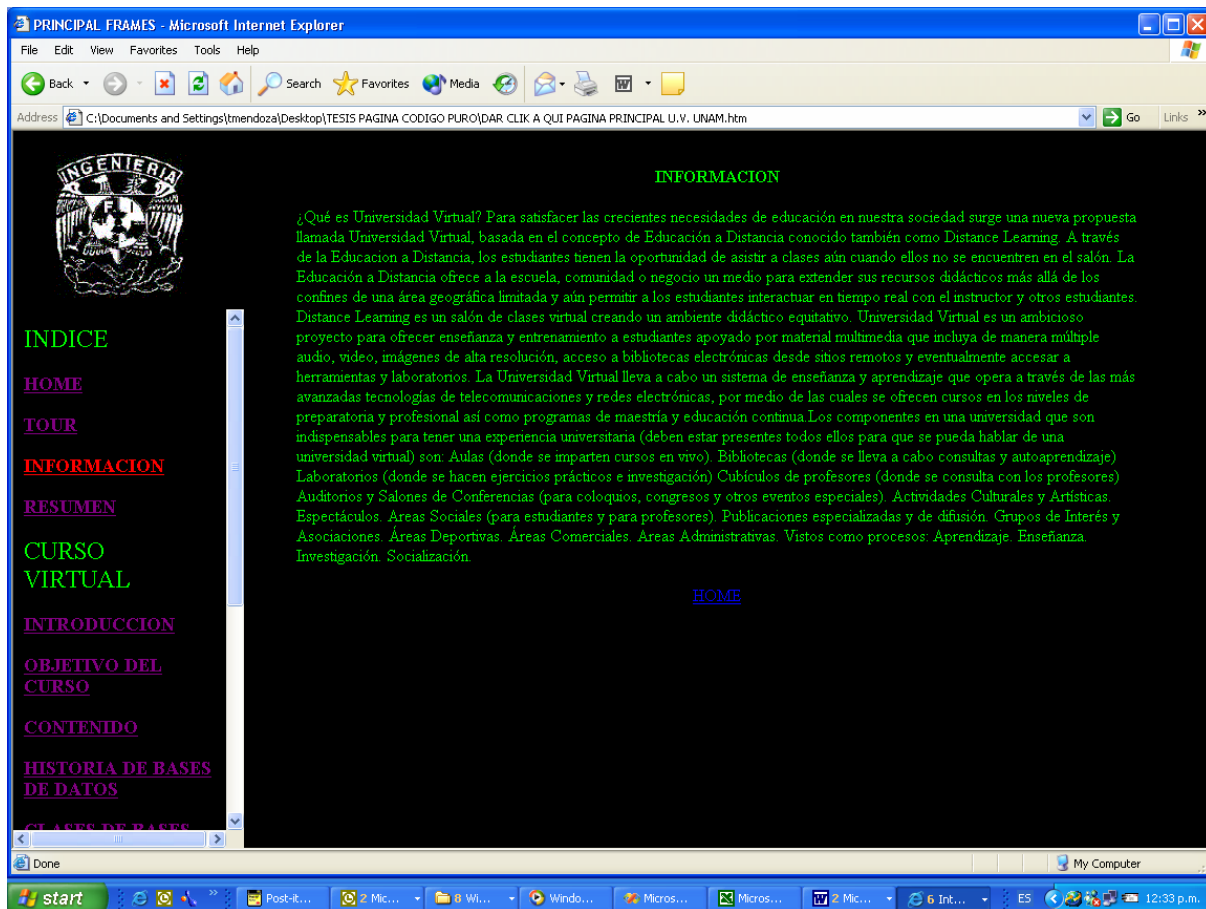 PRINCIPAL FRAMES - Microsoft Internet Explorer
File Edit View Favorites Tools Help
Back Search Favorites Media
Address C:\Documents and Settings\tmendoza\Desktop\TESIS PAGINA CODIGO PURO\DAR CLIK A QUI PAGINA PRINCIPAL U.V. UNAM.htm Go Links »
INGENIERIA
INDICE
HOME
TOUR
INFORMACION
RESUMEN
CURSO
VIRTUAL
INTRODUCCION
OBJETIVO DEL
CURSO
CONTENIDO
HISTORIA DE BASES
DE DATOS
CLASES DE BASES
INFORMACION
¿Qué es Universidad Virtual? Para satisfacer las crecientes necesidades de educación en nuestra sociedad surge una nueva propuesta
llamada Universidad Virtual, basada en el concepto de Educación a Distancia conocido también como Distance Learning. A través
de la Educacion a Distancia, los estudiantes tienen la oportunidad de asistir a clases aún cuando ellos no se encuentren en el salón. La
Educación a Distancia ofrece a la escuela, comunidad o negocio un medio para extender sus recursos didácticos más allá de los
confines de una área geográfica limitada y aún permitir a los estudiantes interactuar en tiempo real con el instructor y otros estudiantes.
Distance Learning es un salón de clases virtual creando un ambiente didáctico equitativo. Universidad Virtual es un ambicioso
proyecto para ofrecer enseñanza y entrenamiento a estudiantes apoyado por material multimedia que incluya de manera múltiple
audio, video, imágenes de alta resolución, acceso a bibliotecas electrónicas desde sitios remotos y eventualmente accesar a
herramientas y laboratorios. La Universidad Virtual lleva a cabo un sistema de enseñanza y aprendizaje que opera a través de las más
avanzadas tecnologías de telecomunicaciones y redes electrónicas, por medio de las cuales se ofrecen cursos en los niveles de
preparatoria y profesional así como programas de maestría y educación continua.Los componentes en una universidad que son
indispensables para tener una experiencia universitaria (deben estar presentes todos ellos para que se pueda hablar de una
universidad virtual) son: Aulas (donde se imparten cursos en vivo). Bibliotecas (donde se lleva a cabo consultas y autoaprendizaje)
Laboratorios (donde se hacen ejercicios prácticos e investigación) Cubículos de profesores (donde se consulta con los profesores)
Auditorios y Salones de Conferencias (para coloquios, congresos y otros eventos especiales). Actividades Culturales y Artísticas.
Espectáculos. Areas Sociales (para estudiantes y para profesores). Publicaciones especializadas y de difusión. Grupos de Interés y
Asociaciones. Áreas Deportivas. Áreas Comerciales. Areas Administrativas. Vistos como procesos: Aprendizaje. Enseñanza.
Investigación. Socialización.
HOME
Done My Computer
start » Post-it... 2 Mic... 8 Wi... Windo... Micros... Micros... 2 Mic... 6 Int... ES 12:33 p.m.